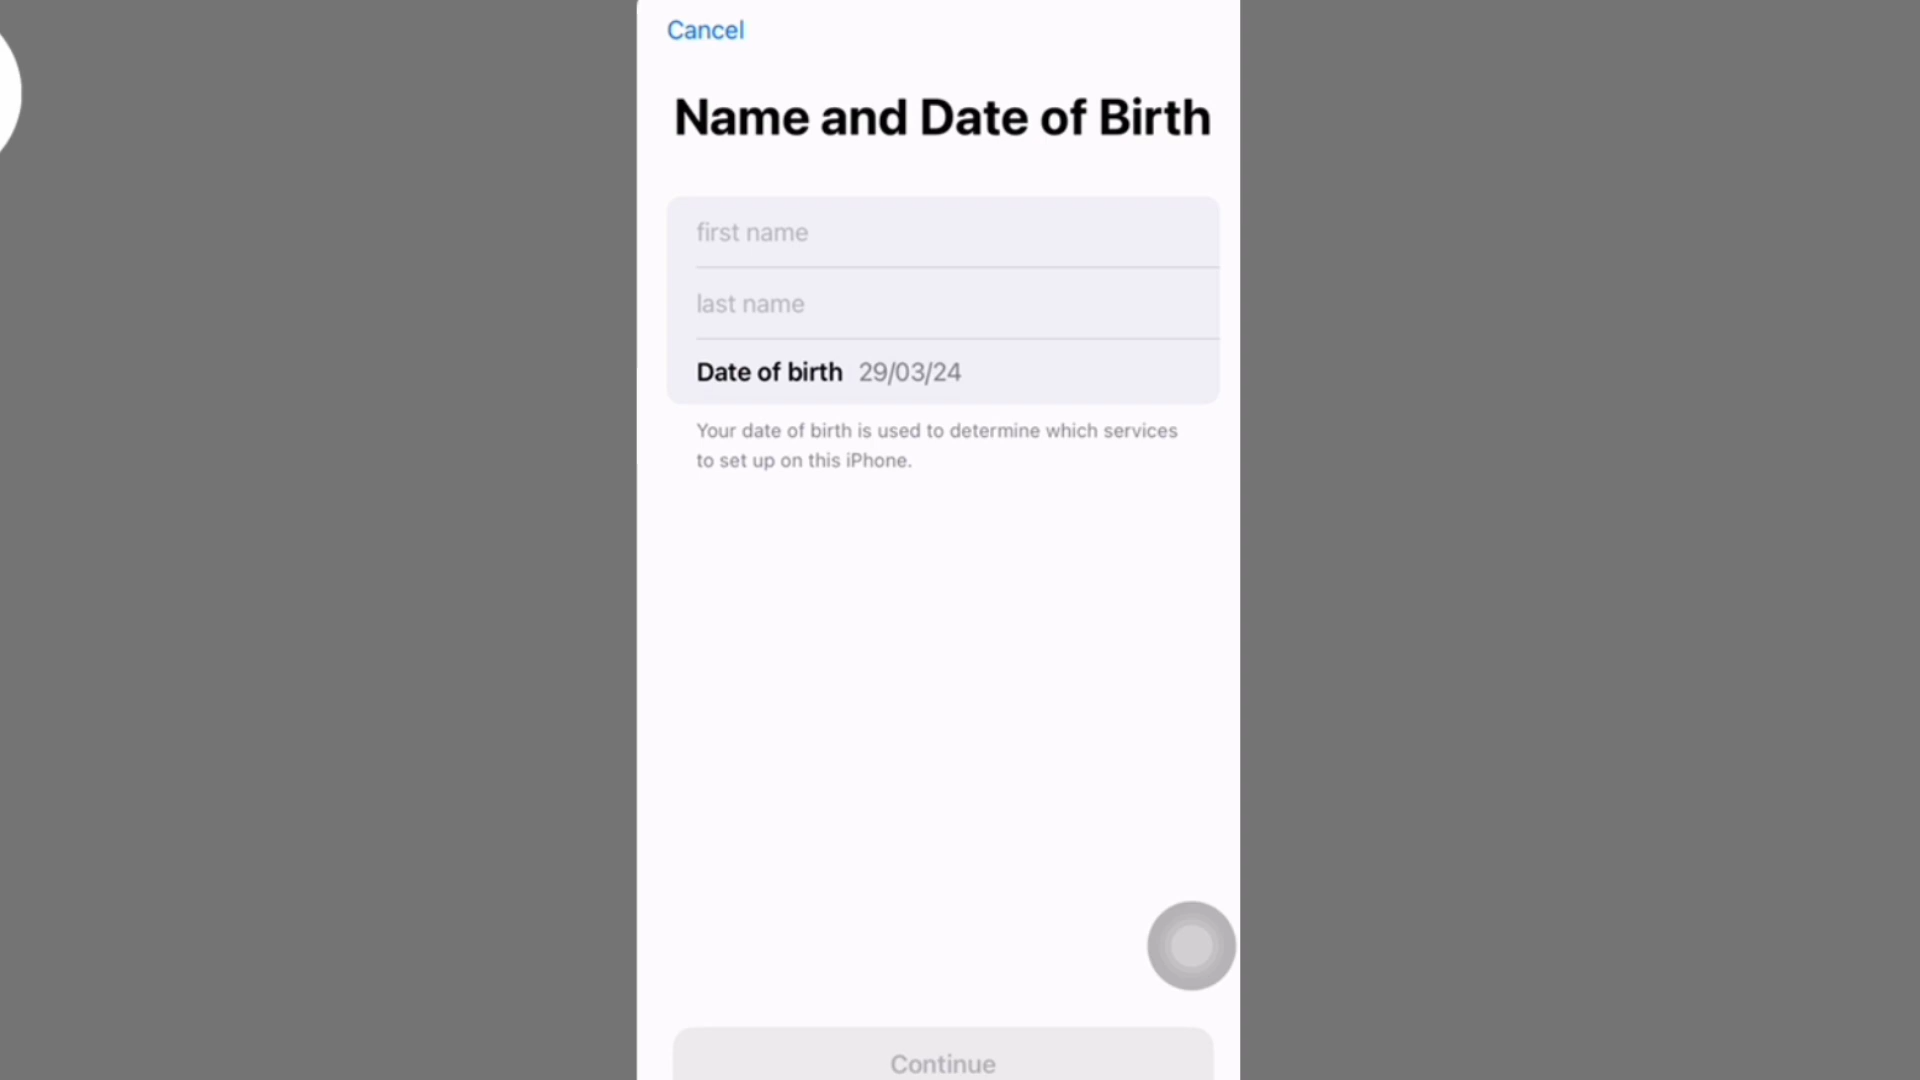 Cancel
Name and Date of Birth
first name
last name
Date of birth 29/03/24
Your date of birth is used to determine which services
to set up on this iPhone.
Continue